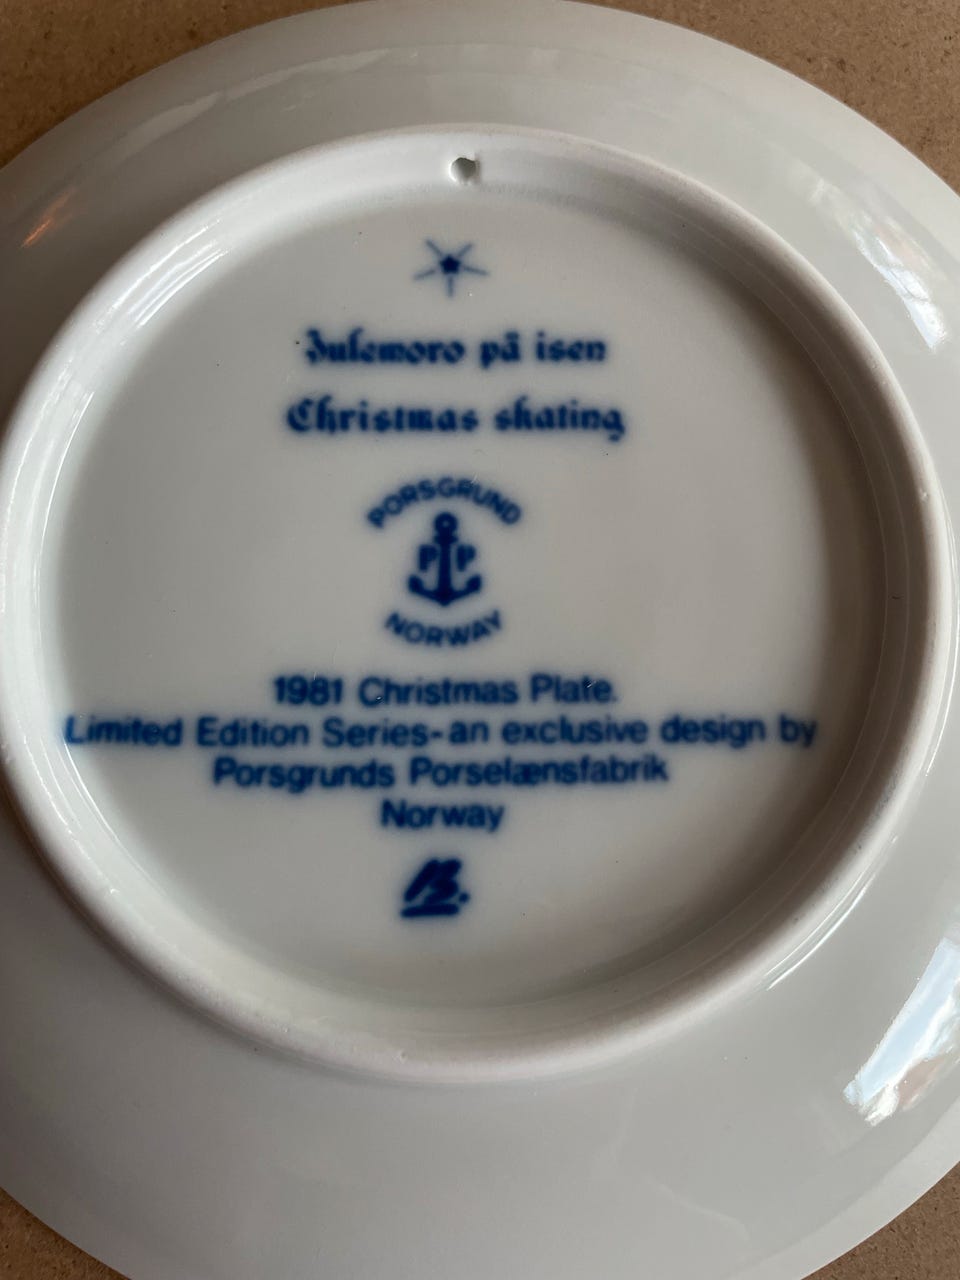 Julemoro på isen
Christmas skating
PORSGRUND
P P
NORWAY
1981 Christmas Plate.
Limited Edition Series-an exclusive design by
Porsgrunds Porselænsfabrik
Norway